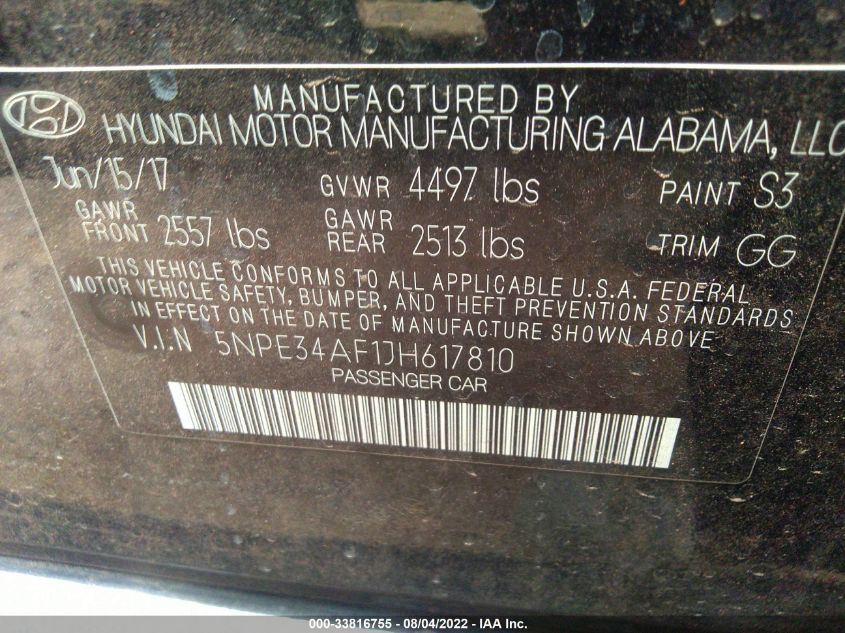 MANUFACTURED BY
HYUNDAI MOTOR MANUFACTURING ALABAMA, LLC
Jun/15/17 GVWR 4497 lbs PAINT S3
GAWR FRONT 2557 lbs GAWR REAR 2513 lbs TRIM GG
THIS VEHICLE CONFORMS TO ALL APPLICABLE U.S.A. FEDERAL
MOTOR VEHICLE SAFETY, BUMPER, AND THEFT PREVENTION STANDARDS
IN EFFECT ON THE DATE OF MANUFACTURE SHOWN ABOVE
V.I.N 5NPE34AF1JH617810
PASSENGER CAR
000-33816755 - 08/04/2022 - IAA Inc.